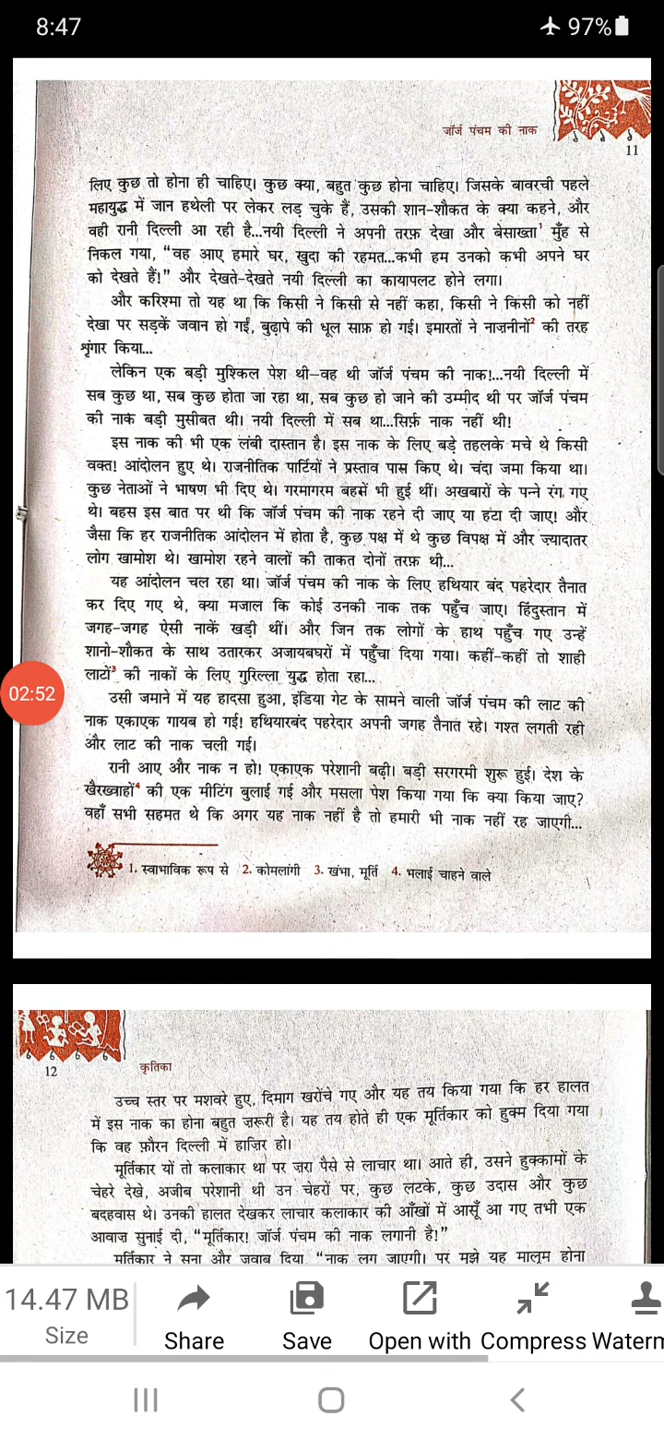 8:47
97%
जॉर्ज पंचम की नाक
11
लिए कुछ तो होना ही चाहिए। कुछ क्या, बहुत कुछ होना चाहिए। जिसके बावरची पहले
महायुद्ध में जान हथेली पर लेकर लड़ चुके हैं, उसकी शान-शौकत के क्या कहने, और
वही रानी दिल्ली आ रही है...नयी दिल्ली ने अपनी तरफ़ देखा और बेसाख्ता¹ मुँह से
निकल गया, “वह आए हमारे घर, खुदा की रहमत...कभी हम उनको कभी अपने घर
को देखते हैं!” और देखते-देखते नयी दिल्ली का कायापलट होने लगा।
और करिश्मा तो यह था कि किसी ने किसी से नहीं कहा, किसी ने किसी को नहीं
देखा पर सड़कें जवान हो गईं, बुढ़ापे की धूल साफ़ हो गई। इमारतों ने नाज़नीनों² की तरह
शृंगार किया...
लेकिन एक बड़ी मुश्किल पेश थी–वह थी जॉर्ज पंचम की नाक!...नयी दिल्ली में
सब कुछ था, सब कुछ होता जा रहा था, सब कुछ हो जाने की उम्मीद थी पर जॉर्ज पंचम
की नाक बड़ी मुसीबत थी। नयी दिल्ली में सब था...सिर्फ़ नाक नहीं थी!
इस नाक की भी एक लंबी दास्तान है। इस नाक के लिए बड़े तहलके मचे थे किसी
वक्त! आंदोलन हुए थे। राजनीतिक पार्टियों ने प्रस्ताव पास किए थे। चंदा जमा किया था।
कुछ नेताओं ने भाषण भी दिए थे। गरमागरम बहसें भी हुई थीं। अखबारों के पन्ने रंग गए
थे। बहस इस बात पर थी कि जॉर्ज पंचम की नाक रहने दी जाए या हटा दी जाए! और
जैसा कि हर राजनीतिक आंदोलन में होता है, कुछ पक्ष में थे कुछ विपक्ष में और ज़्यादातर
लोग खामोश थे। खामोश रहने वालों की ताकत दोनों तरफ़ थी...
यह आंदोलन चल रहा था। जॉर्ज पंचम की नाक के लिए हथियार बंद पहरेदार तैनात
कर दिए गए थे, क्या मजाल कि कोई उनकी नाक तक पहुँच जाए। हिंदुस्तान में
जगह-जगह ऐसी नाकें खड़ी थीं। और जिन तक लोगों के हाथ पहुँच गए उन्हें
शानो-शौकत के साथ उतारकर अजायबघरों में पहुँचा दिया गया। कहीं-कहीं तो शाही
लाटों³ की नाकों के लिए गुरिल्ला युद्ध होता रहा...
02:52
उसी जमाने में यह हादसा हुआ, इंडिया गेट के सामने वाली जॉर्ज पंचम की लाट की
नाक एकाएक गायब हो गई! हथियारबंद पहरेदार अपनी जगह तैनात रहे। गश्त लगती रही
और लाट की नाक चली गई।
रानी आए और नाक न हो! एकाएक परेशानी बढ़ी। बड़ी सरगरमी शुरू हुई। देश के
खैरख्वाहों⁴ की एक मीटिंग बुलाई गई और मसला पेश किया गया कि क्या किया जाए?
वहाँ सभी सहमत थे कि अगर यह नाक नहीं है तो हमारी भी नाक नहीं रह जाएगी...
1. स्वाभाविक रूप से 2. कोमलांगी 3. खंभा, मूर्ति 4. भलाई चाहने वाले
12
कृतिका
उच्च स्तर पर मशवरे हुए, दिमाग खरोंचे गए और यह तय किया गया कि हर हालत
में इस नाक का होना बहुत ज़रूरी है। यह तय होते ही एक मूर्तिकार को हुक्म दिया गया
कि वह फ़ौरन दिल्ली में हाज़िर हो।
मूर्तिकार यों तो कलाकार था पर ज़रा पैसे से लाचार था। आते ही, उसने हुक्कामों के
चेहरे देखे, अजीब परेशानी थी उन चेहरों पर, कुछ लटके, कुछ उदास और कुछ
बदहवास थे। उनकी हालत देखकर लाचार कलाकार की आँखों में आसूँ आ गए तभी एक
आवाज़ सुनाई दी, “मूर्तिकार! जॉर्ज पंचम की नाक लगानी है!”
मूर्तिकार ने सुना और जवाब दिया, “नाक लग जाएगी। पर मुझे यह मालूम होना
14.47 MB
Size
Share
Save
Open with
Compress
Waterm